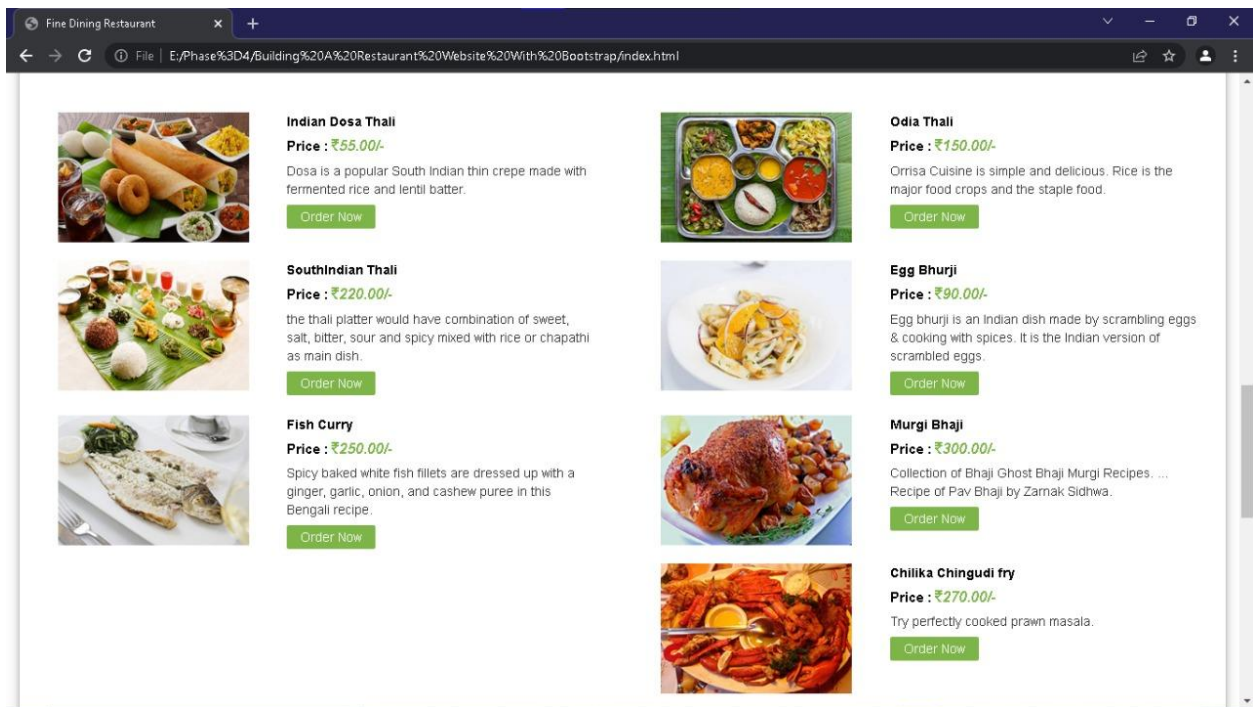 Fine Dining Restaurant
File | E:/Phase%3D4/Building%20A%20Restaurant%20Website%20With%20Bootstrap/index.html
Indian Dosa Thali
Price : ₹55.00/-
Dosa is a popular South Indian thin crepe made with
fermented rice and lentil batter.
Order Now
Odia Thali
Price : ₹150.00/-
Orrisa Cuisine is simple and delicious. Rice is the
major food crops and the staple food.
Order Now
SouthIndian Thali
Price : ₹220.00/-
the thali platter would have combination of sweet,
salt, bitter, sour and spicy mixed with rice or chapathi
as main dish.
Order Now
Egg Bhurji
Price : ₹90.00/-
Egg bhurji is an Indian dish made by scrambling eggs
& cooking with spices. It is the Indian version of
scrambled eggs.
Order Now
Fish Curry
Price : ₹250.00/-
Spicy baked white fish fillets are dressed up with a
ginger, garlic, onion, and cashew puree in this
Bengali recipe.
Order Now
Murgi Bhaji
Price : ₹300.00/-
Collection of Bhaji Ghost Bhaji Murgi Recipes. ...
Recipe of Pav Bhaji by Zarnak Sidhwa.
Order Now
Chilika Chingudi fry
Price : ₹270.00/-
Try perfectly cooked prawn masala.
Order Now